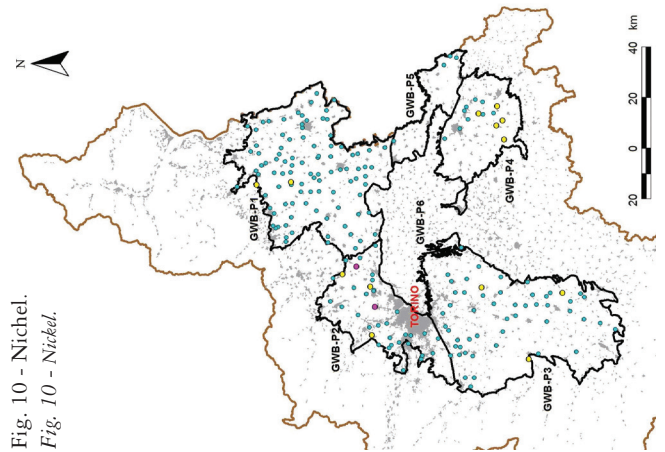 Fig. 10 - Nichel.
Fig. 10 - Nickel.
N
GWB-P1
GWB-P2
TORINO
GWB-P6
GWB-P5
GWB-P4
GWB-P3
20 0 20 40
km